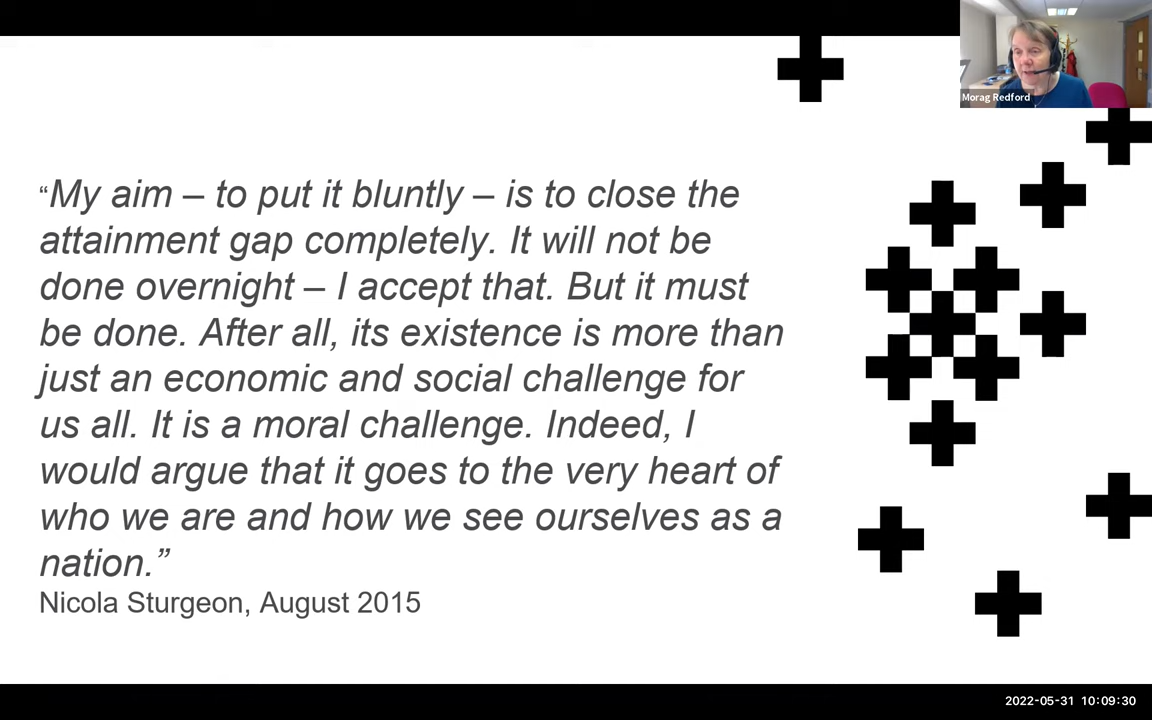 Morag Redford
“My aim – to put it bluntly – is to close the
attainment gap completely. It will not be
done overnight – I accept that. But it must
be done. After all, its existence is more than
just an economic and social challenge for
us all. It is a moral challenge. Indeed, I
would argue that it goes to the very heart of
who we are and how we see ourselves as a
nation.”
Nicola Sturgeon, August 2015
2022-05-31 10:09:30